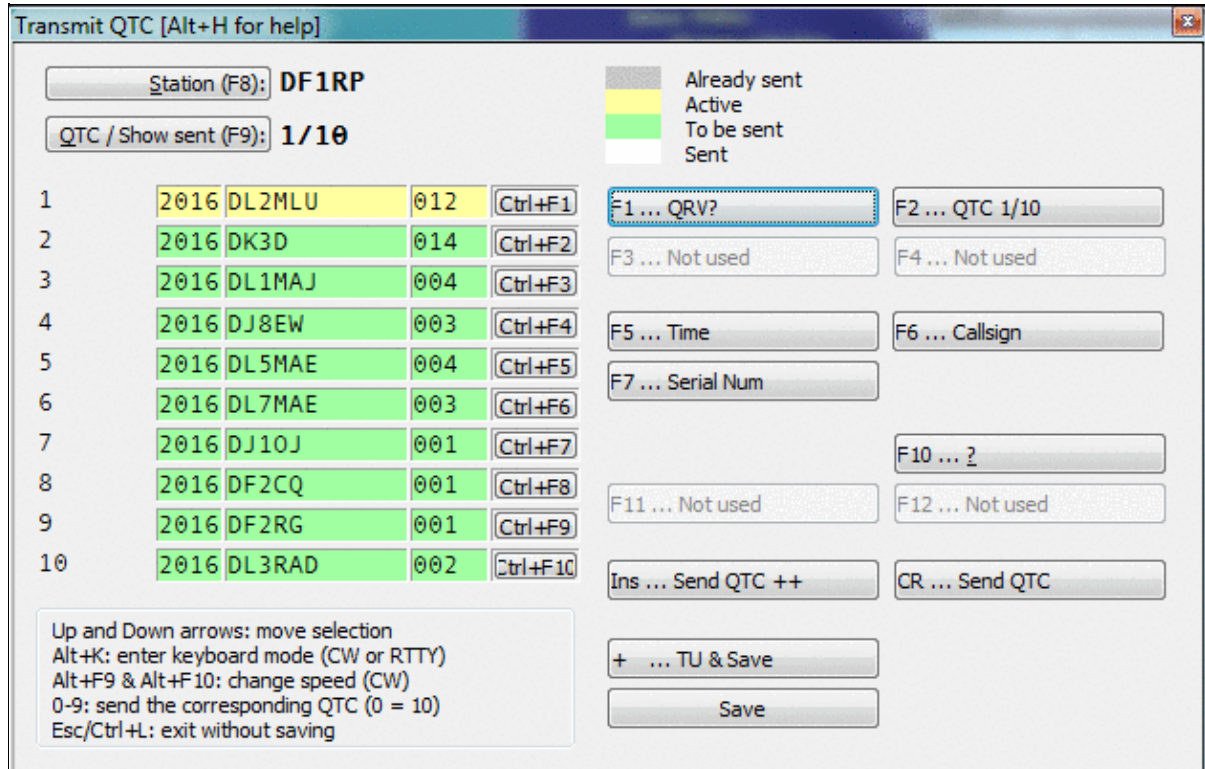 Transmit QTC [Alt+H for help]
Station (F8): DF1RP
QTC / Show sent (F9): 1/10
Already sent
Active
To be sent
Sent
1 2016 DL2MLU 012 Ctrl+F1
2 2016 DK3D 014 Ctrl+F2
3 2016 DL1MAJ 004 Ctrl+F3
4 2016 DJ8EW 003 Ctrl+F4
5 2016 DL5MAE 004 Ctrl+F5
6 2016 DL7MAE 003 Ctrl+F6
7 2016 DJ1OJ 001 Ctrl+F7
8 2016 DF2CQ 001 Ctrl+F8
9 2016 DF2RG 001 Ctrl+F9
10 2016 DL3RAD 002 Ctrl+F10
F1 ... QRV? F2 ... QTC 1/10
F3 ... Not used F4 ... Not used
F5 ... Time F6 ... Callsign
F7 ... Serial Num
F10 ... ?
F11 ... Not used F12 ... Not used
Ins ... Send QTC ++ CR ... Send QTC
+ ... TU & Save
Save
Up and Down arrows: move selection
Alt+K: enter keyboard mode (CW or RTTY)
Alt+F9 & Alt+F10: change speed (CW)
0-9: send the corresponding QTC (0 = 10)
Esc/Ctrl+L: exit without saving